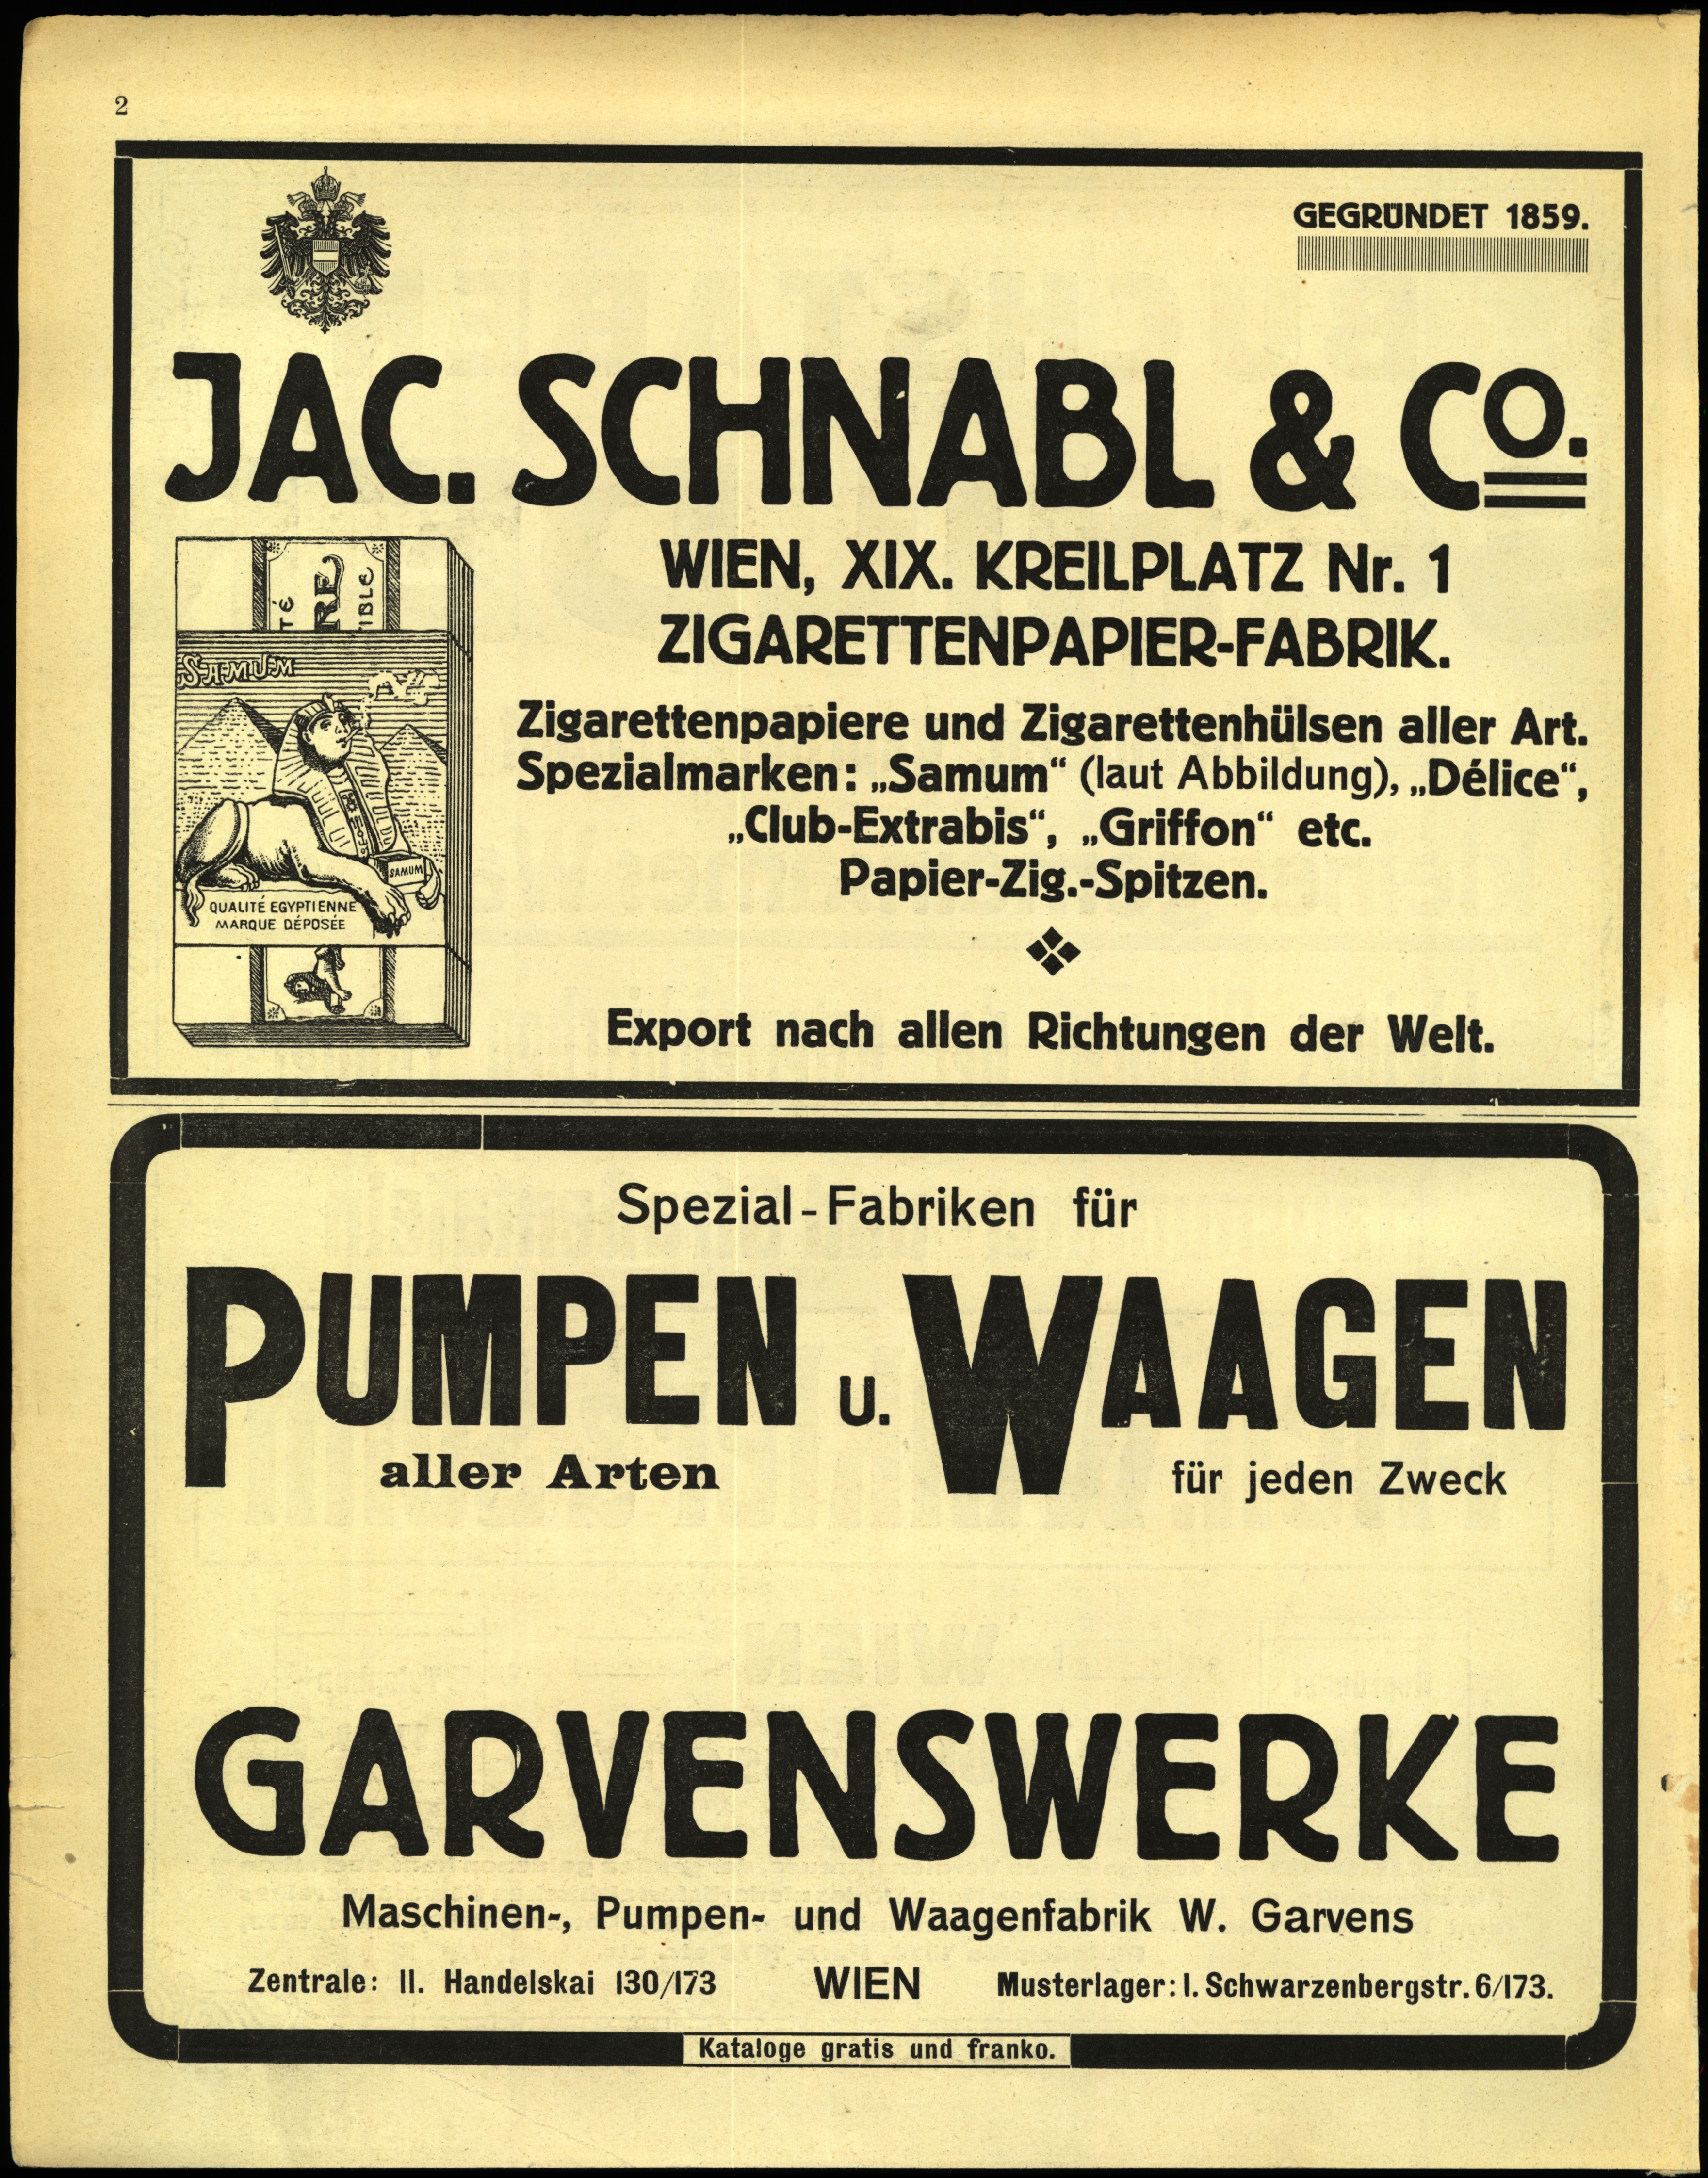 2
GEGRÜNDET 1859.
JAC. SCHNABL & Co.
WIEN, XIX. KREILPLATZ Nr. 1
ZIGARETTENPAPIER-FABRIK.
Zigarettenpapiere und Zigarettenhülsen aller Art.
Spezialmarken: „Samum“ (laut Abbildung), „Délice“,
„Club-Extrabis“, „Griffon“ etc.
Papier-Zig.-Spitzen.
Export nach allen Richtungen der Welt.
TÉ
RE
IBLE
SAMUM
SAMUM
QUALITÉ EGYPTIENNE
MARQUE DÉPOSÉE
Spezial-Fabriken für
PUMPEN u. WAAGEN
aller Arten für jeden Zweck
GARVENSWERKE
Maschinen-, Pumpen- und Waagenfabrik W. Garvens
Zentrale: II. Handelskai 130/173 WIEN Musterlager: I. Schwarzenbergstr. 6/173.
Kataloge gratis und franko.